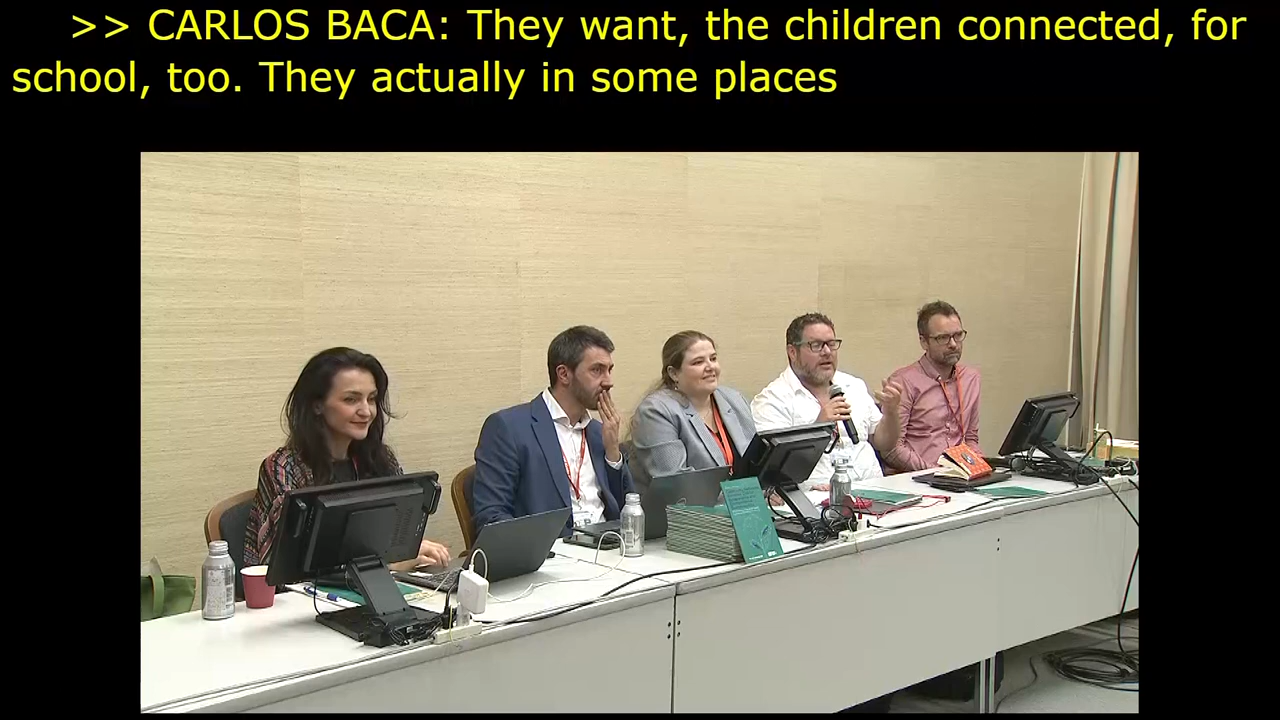 >> CARLOS BACA: They want, the children connected, for
school, too. They actually in some places